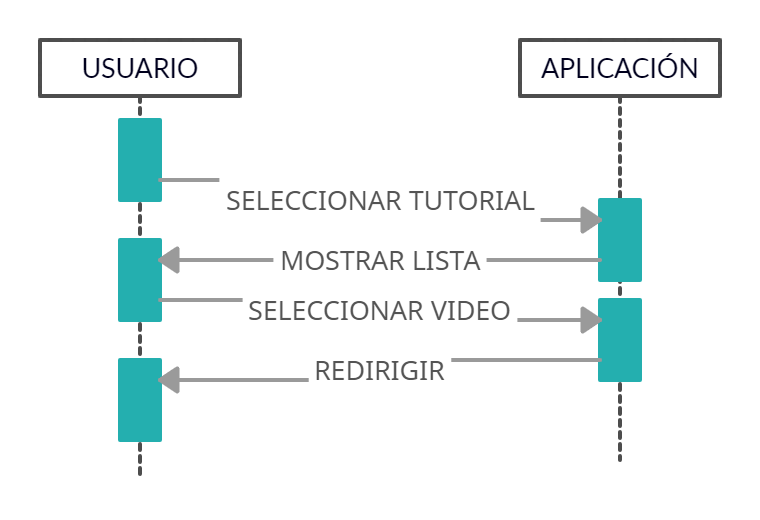 USUARIO
APLICACIÓN
SELECCIONAR TUTORIAL
MOSTRAR LISTA
SELECCIONAR VIDEO
REDIRIGIR